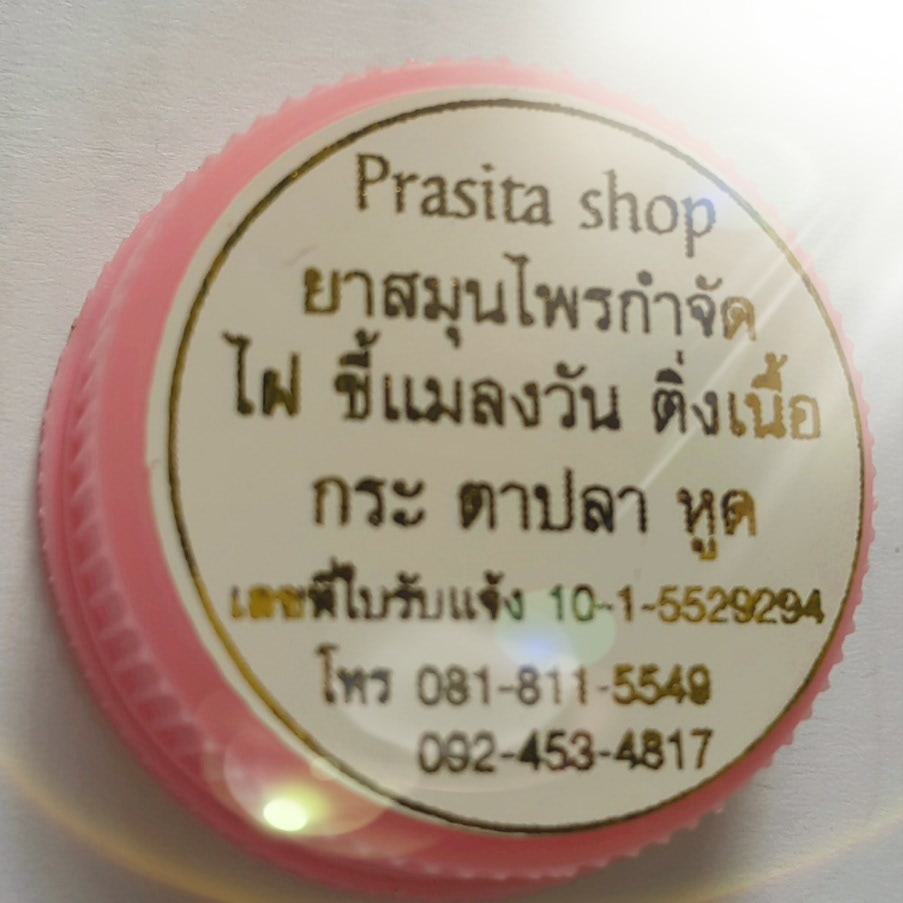 Prasita shop
ยาสมุนไพรกำจัด
ไฝ ขี้แมลงวัน ติ่งเนื้อ
กระ ตาปลา หูด
เลขที่ใบรับแจ้ง 10-1-5529294
โทร 081-811-5549
092-453-4817